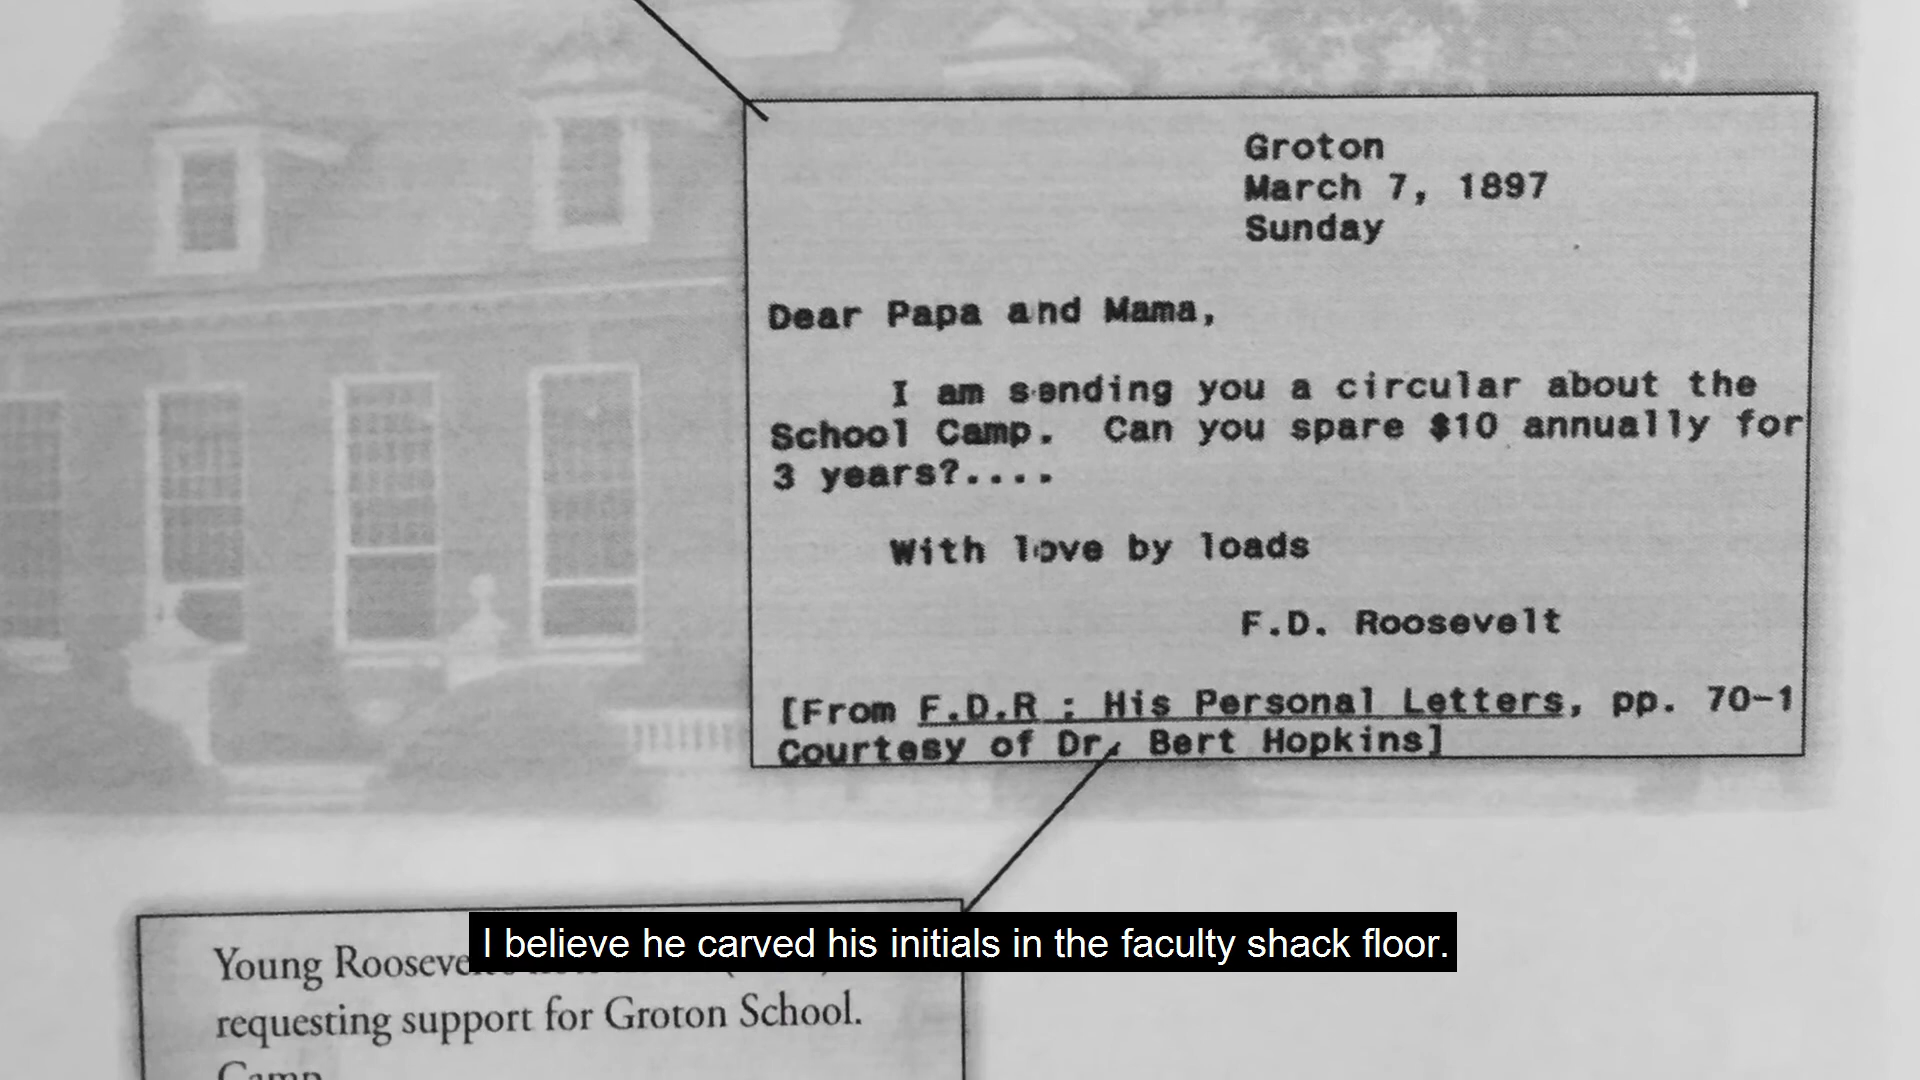 Groton
March 7, 1897
Sunday
Dear Papa and Mama,
I am sending you a circular about the
School Camp. Can you spare $10 annually for
3 years?....
With love by loads
F.D. Roosevelt
[From F.D.R : His Personal Letters, pp. 70-1
Courtesy of Dr. Bert Hopkins]
Young
requesting support for Groton School.
Camp
I believe he carved his initials in the faculty shack floor.